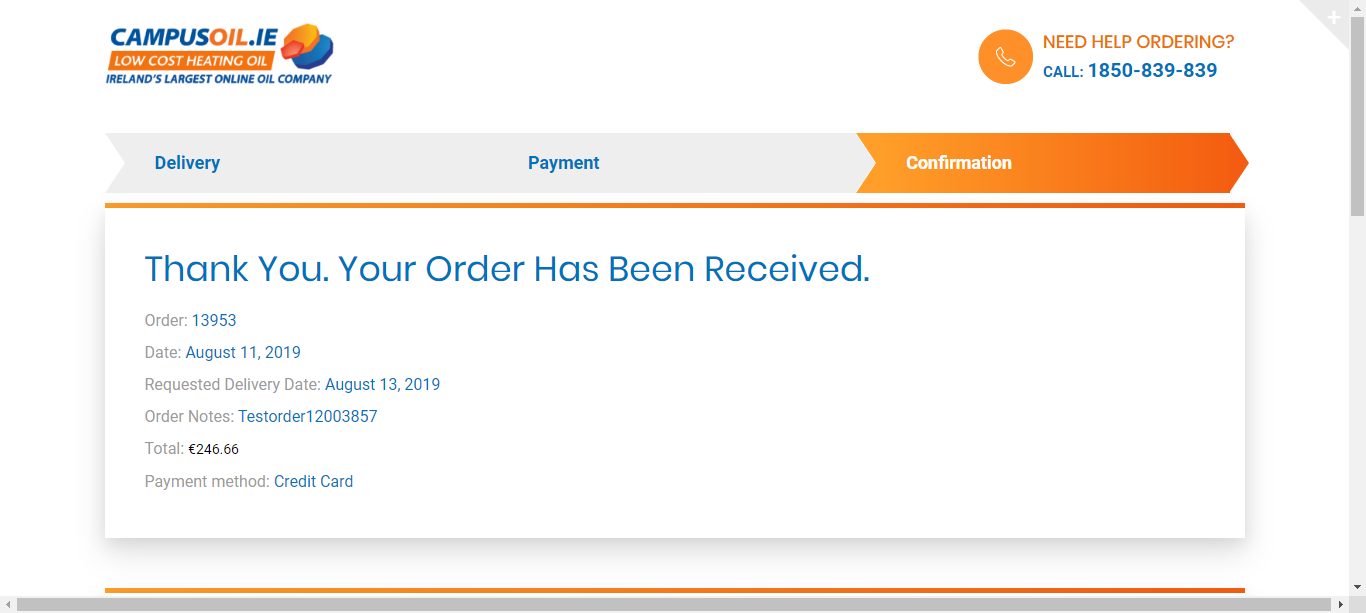 CAMPUSOIL.IE
LOW COST HEATING OIL
IRELAND'S LARGEST ONLINE OIL COMPANY
NEED HELP ORDERING?
CALL: 1850-839-839
Delivery
Payment
Confirmation
Thank You. Your Order Has Been Received.
Order: 13953
Date: August 11, 2019
Requested Delivery Date: August 13, 2019
Order Notes: Testorder12003857
Total: €246.66
Payment method: Credit Card